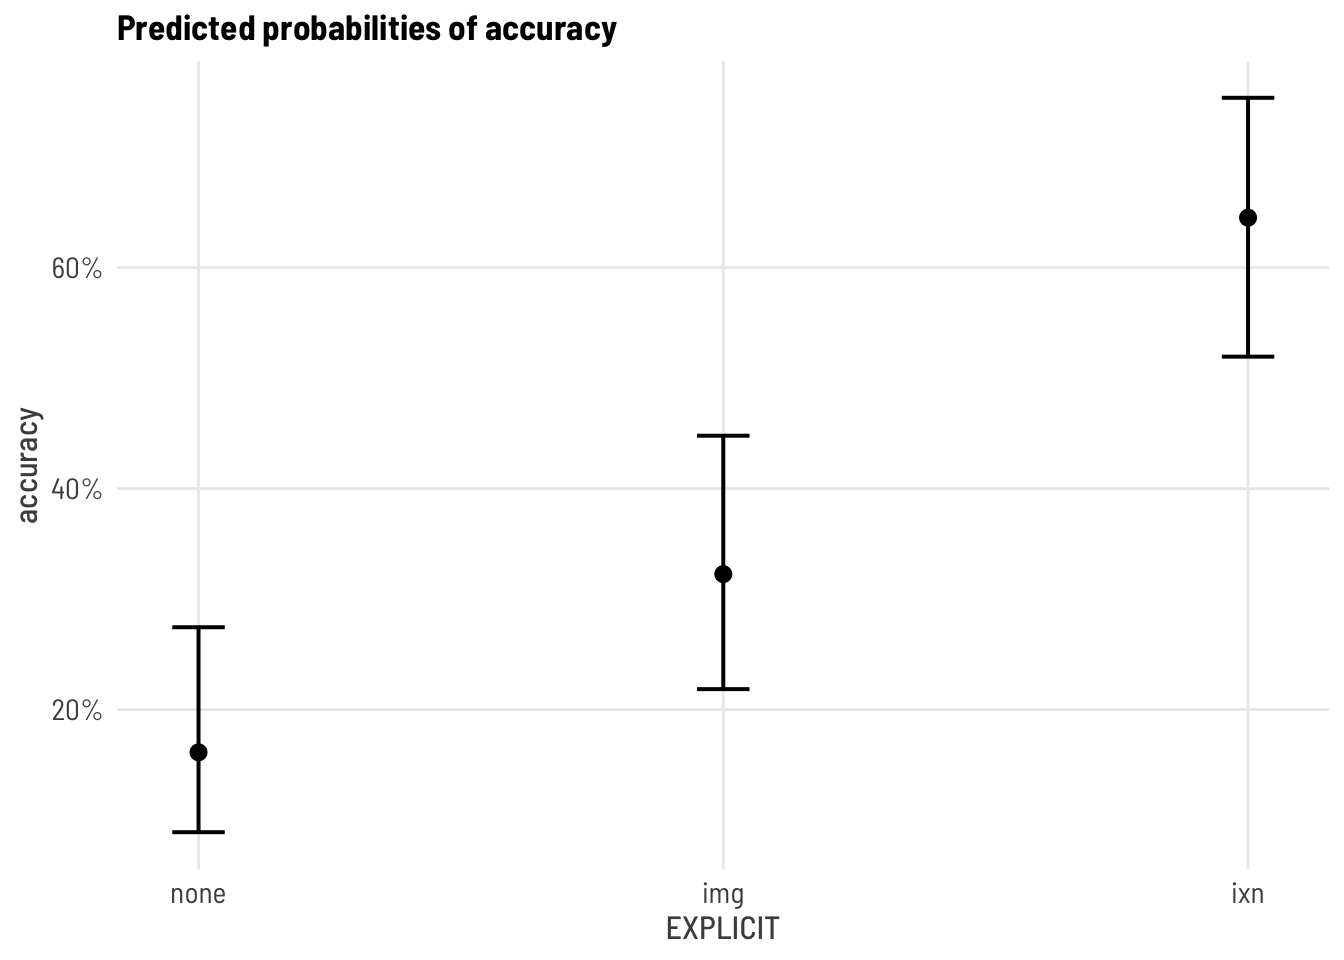 Predicted probabilities of accuracy
accuracy
60%
40%
20%
none
img
ixn
EXPLICIT